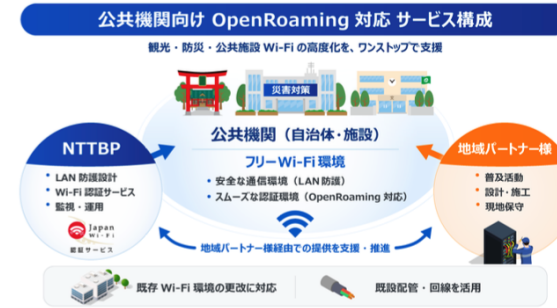 公共機関向け OpenRoaming 対応 サービス構成
観光・防災・公共施設 Wi-Fi の高度化を、ワンストップで支援
災害対策
公共機関（自治体・施設）
フリーWi-Fi 環境
・安全な通信環境（LAN 防護）
・スムーズな認証環境（OpenRoaming 対応）
NTTBP
・LAN 防護設計
・Wi-Fi 認証サービス
・監視・運用
Japan
Wi-Fi
認証サービス
地域パートナー様
・普及活動
・設計・施工
・現地保守
地域パートナー様経由での提供を支援・推進
既存 Wi-Fi 環境の更改に対応
既設配管・回線を活用